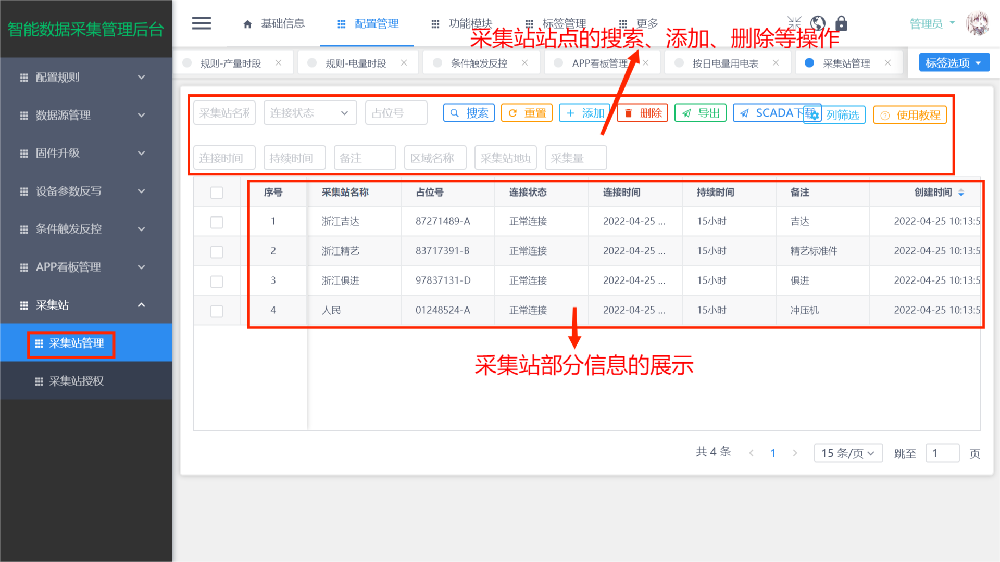 智能数据采集管理后台
基础信息
配置管理
功能模块
标签管理
更多
管理员
采集站站点的搜索、添加、删除等操作
规则-产量时段
规则-电量时段
条件触发反控
APP看板管理
按日电量用电表
采集站管理
标签选项
配置规则
数据源管理
固件升级
设备参数反写
条件触发反控
APP看板管理
采集站
采集站管理
采集站授权
采集站名称
连接状态
占位号
搜索
重置
添加
删除
导出
SCADA下载
列筛选
使用教程
连接时间
持续时间
备注
区域名称
采集站地址
采集量
序号 采集站名称 占位号 连接状态 连接时间 持续时间 备注 创建时间
1 浙江吉达 87271489-A 正常连接 2022-04-25 ... 15小时 吉达 2022-04-25 10:13:5
2 浙江精艺 83717391-B 正常连接 2022-04-25 ... 15小时 精艺标准件 2022-04-25 10:13:5
3 浙江俱进 97837131-D 正常连接 2022-04-25 ... 15小时 俱进 2022-04-25 10:13:5
4 人民 01248524-A 正常连接 2022-04-25 ... 15小时 冲压机 2022-04-25 10:13:5
采集站部分信息的展示
共 4 条
1
15 条/页
跳至
1
页